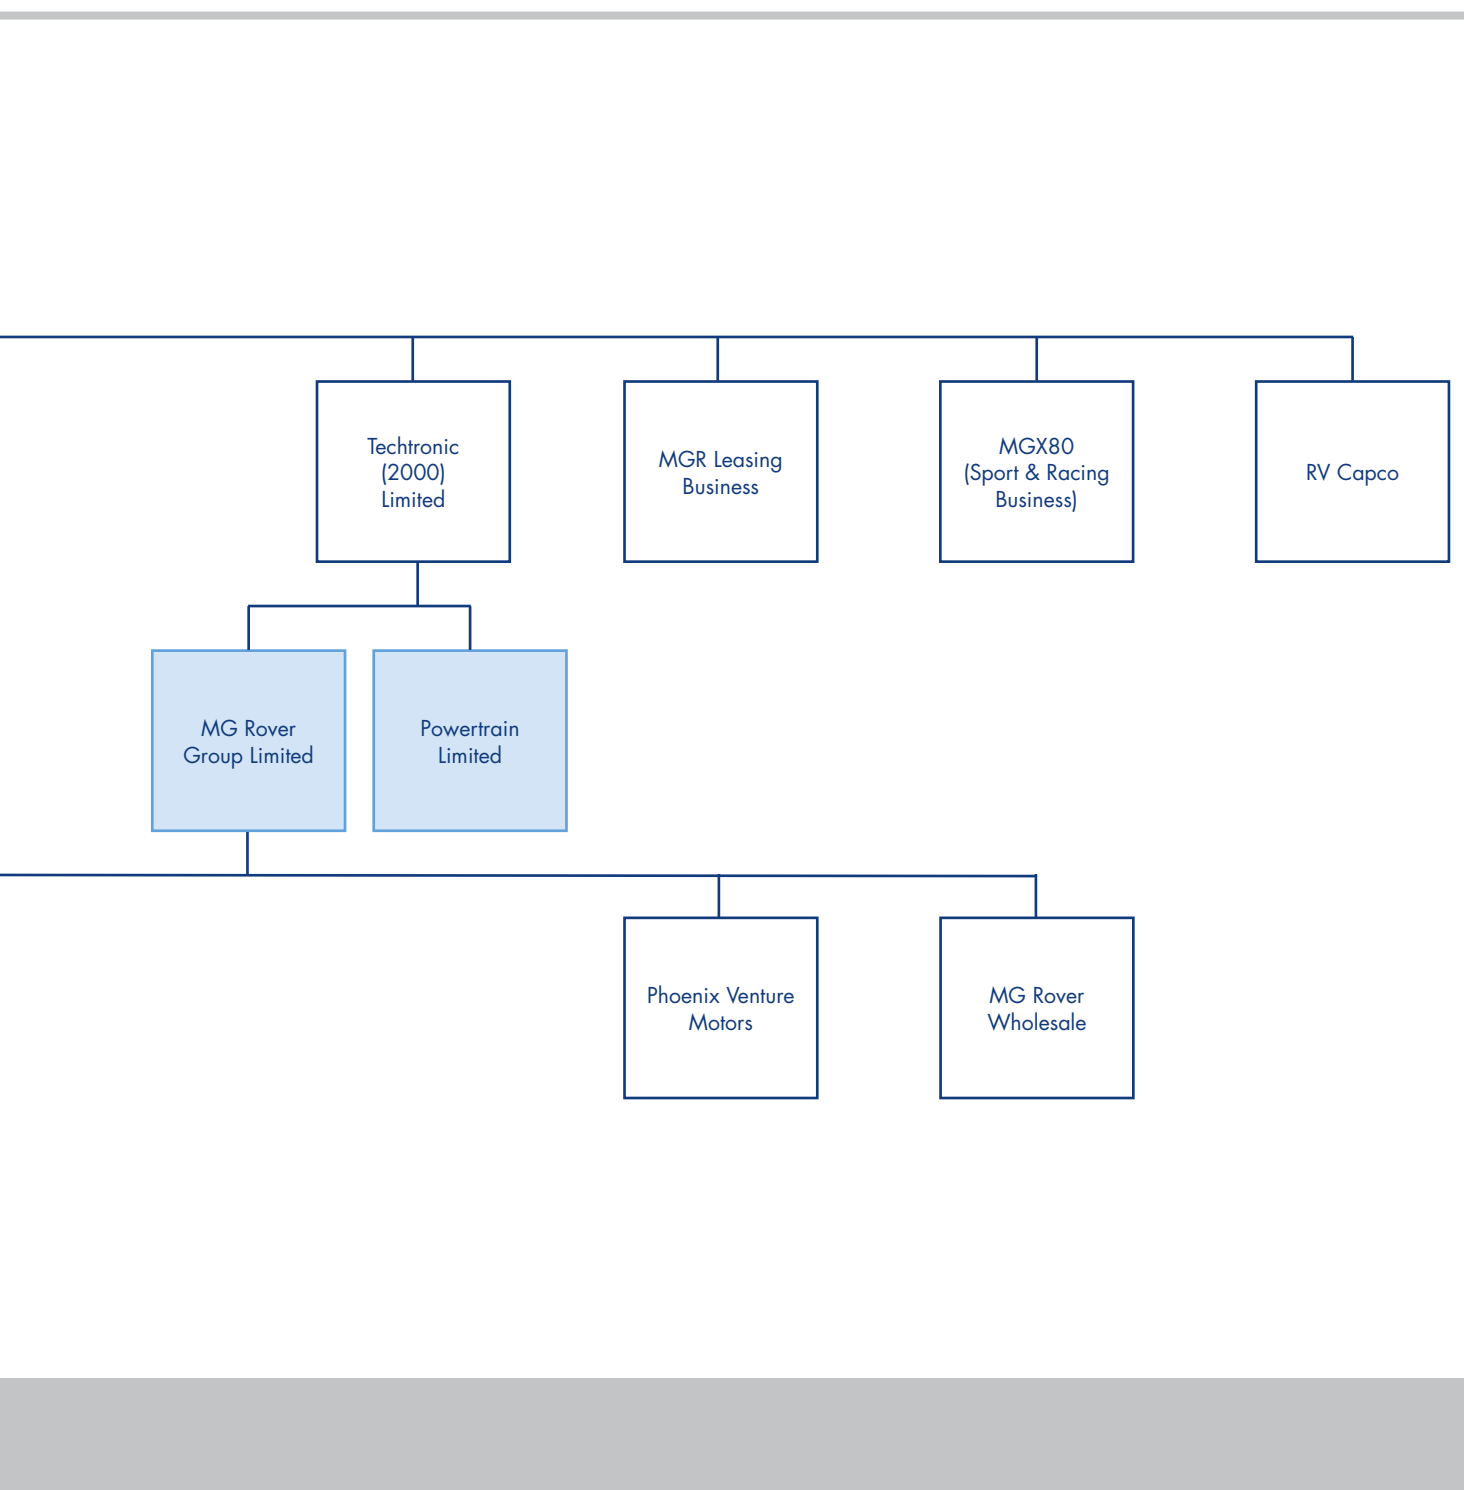 Techtronic
(2000)
Limited
MGR Leasing
Business
MGX80
(Sport & Racing
Business)
RV Capco
MG Rover
Group Limited
Powertrain
Limited
Phoenix Venture
Motors
MG Rover
Wholesale